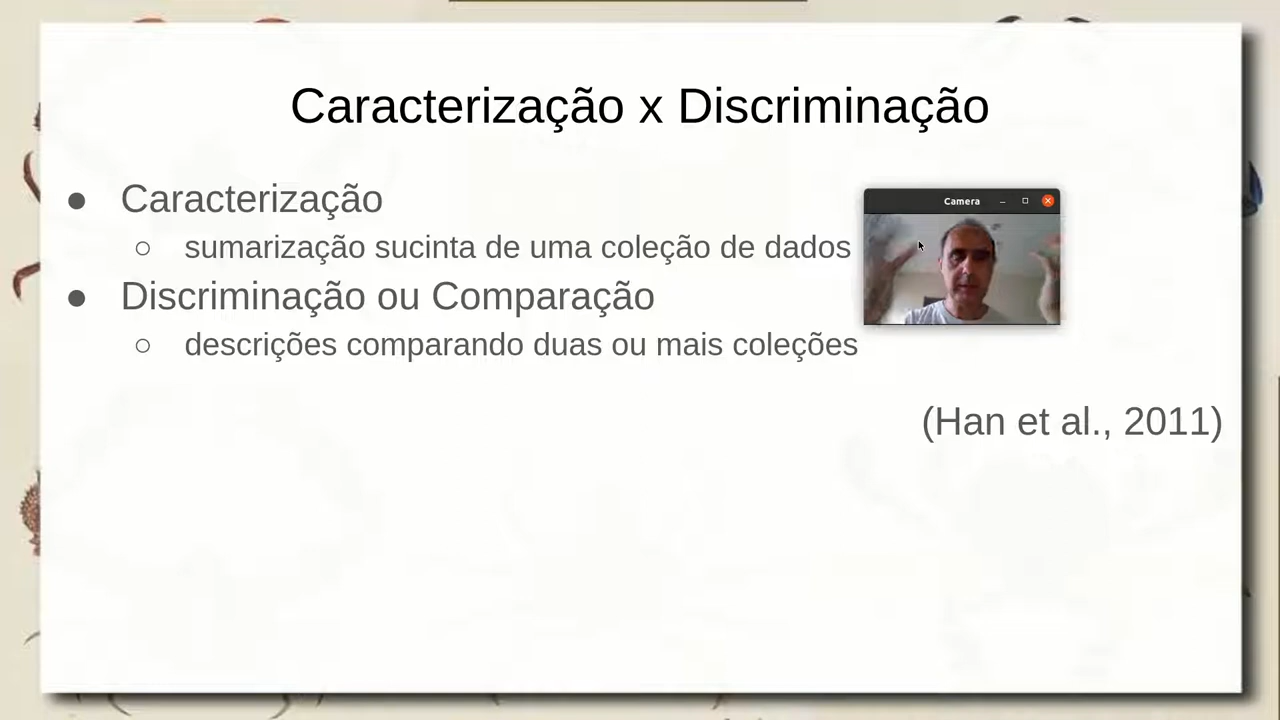 Caracterização x Discriminação
● Caracterização
○ sumarização sucinta de uma coleção de dados
Camera
● Discriminação ou Comparação
○ descrições comparando duas ou mais coleções
(Han et al., 2011)